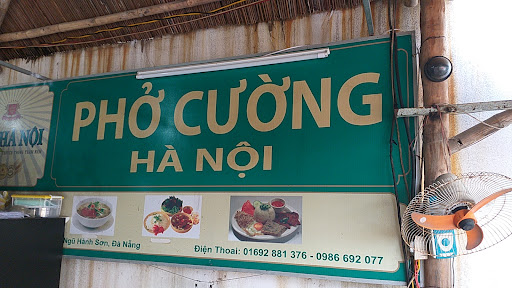 PHỞ CƯỜNG
HÀ NỘI
HÀ NỘI
Ngũ Hành Sơn, Đà Nẵng
Điện Thoại: 01692 881 376 - 0986 692 077